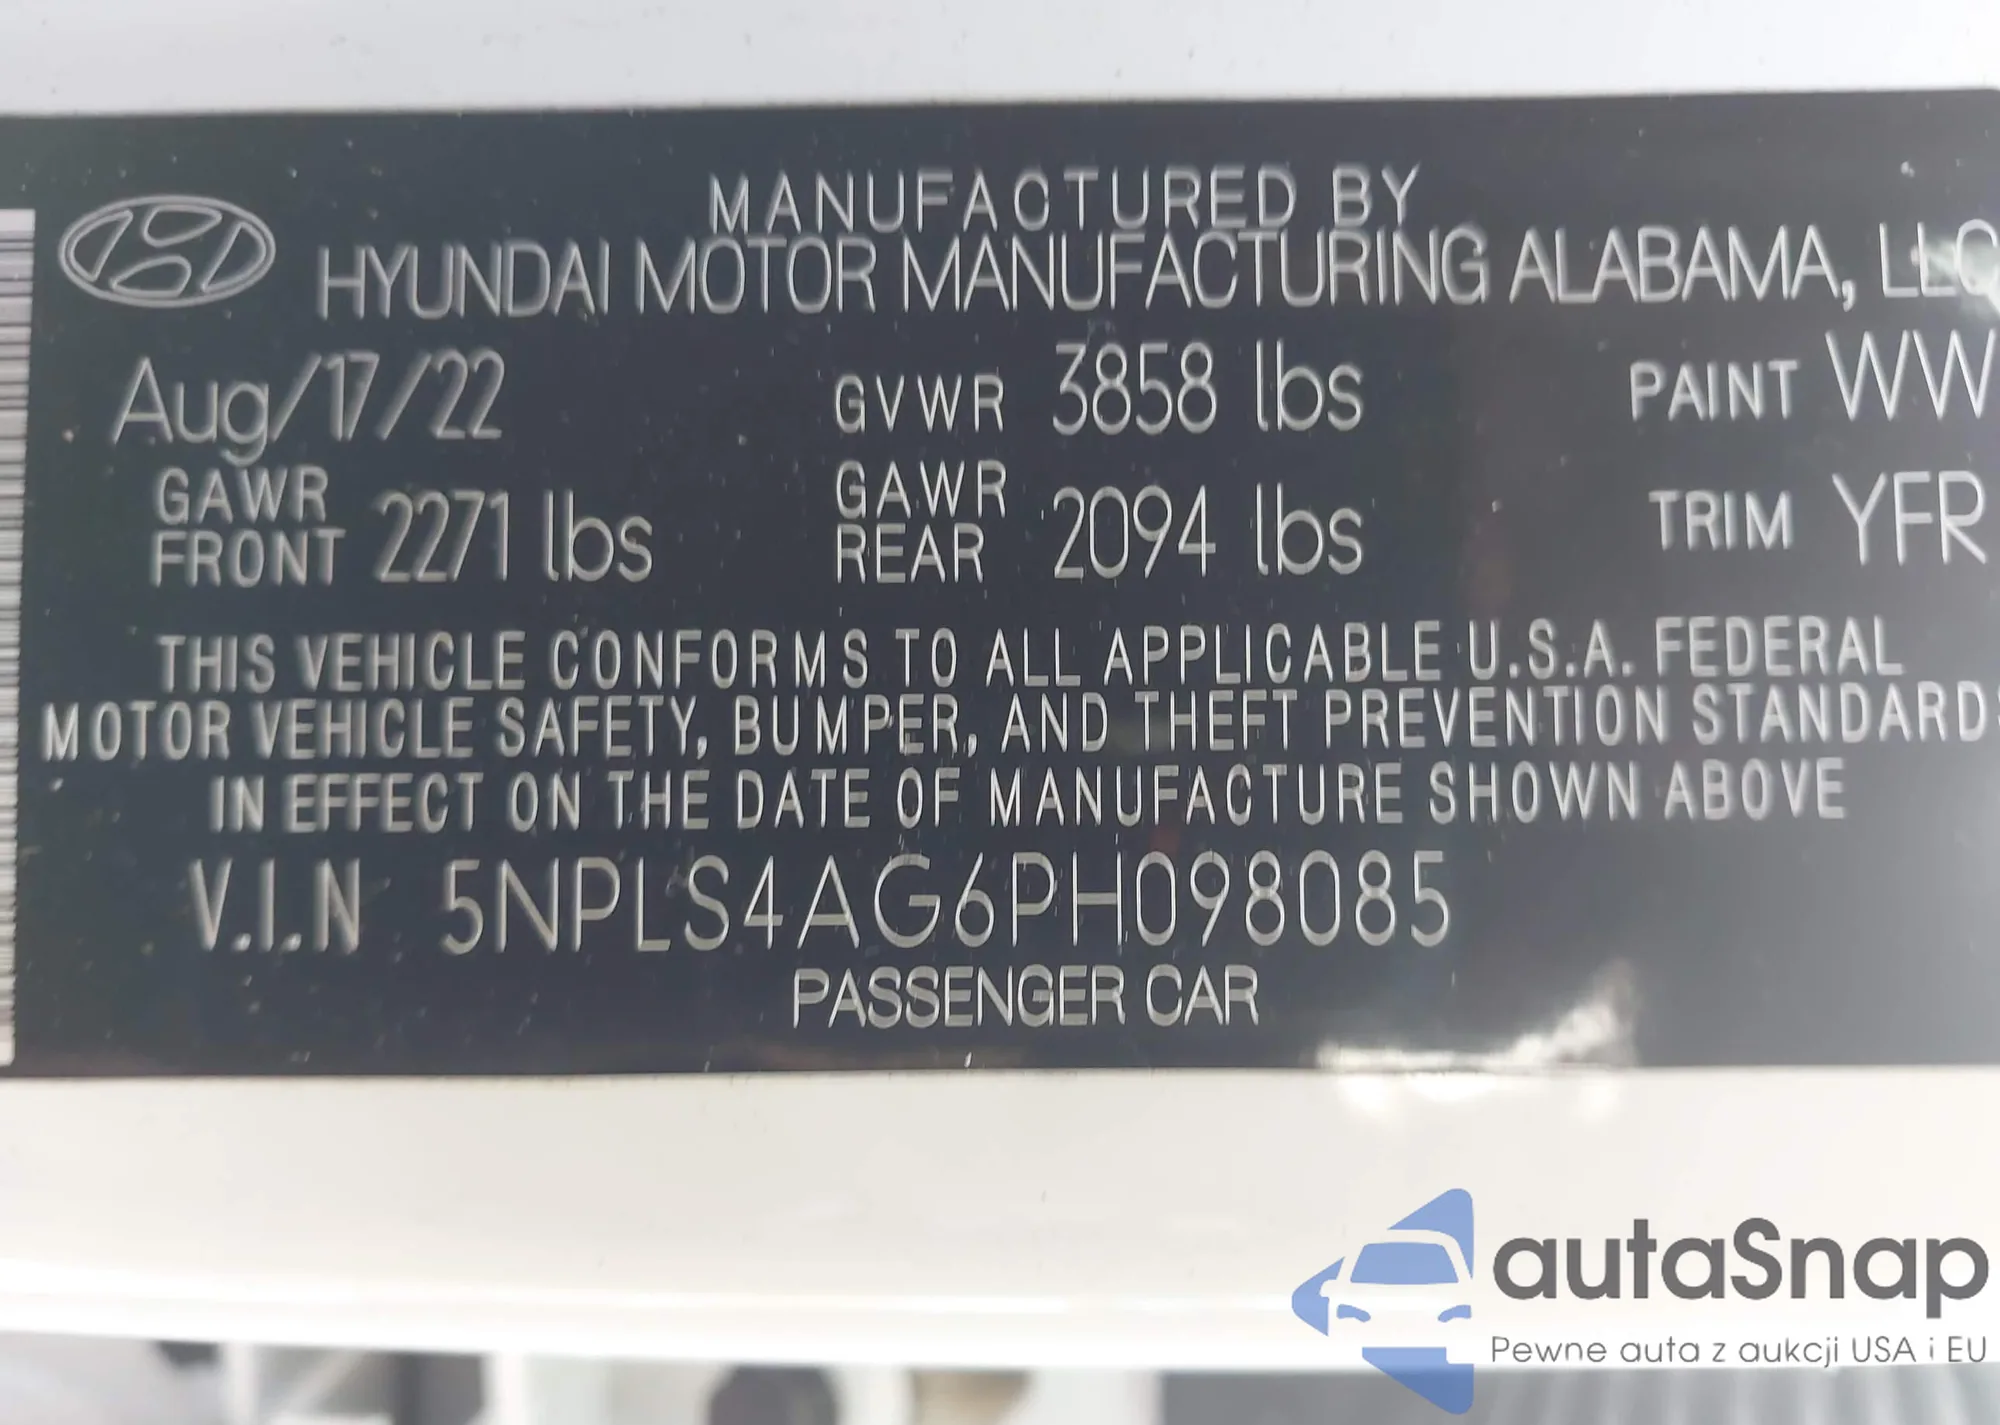 MANUFACTURED BY
HYUNDAI MOTOR MANUFACTURING ALABAMA, LLC
Aug/17/22 GVWR 3858 lbs PAINT WW
GAWR FRONT 2271 lbs GAWR REAR 2094 lbs TRIM YFR
THIS VEHICLE CONFORMS TO ALL APPLICABLE U.S.A. FEDERAL
MOTOR VEHICLE SAFETY, BUMPER, AND THEFT PREVENTION STANDARDS
IN EFFECT ON THE DATE OF MANUFACTURE SHOWN ABOVE
V.I.N 5NPLS4AG6PH098085
PASSENGER CAR
autaSnap
Pewne auta z aukcji USA i EU